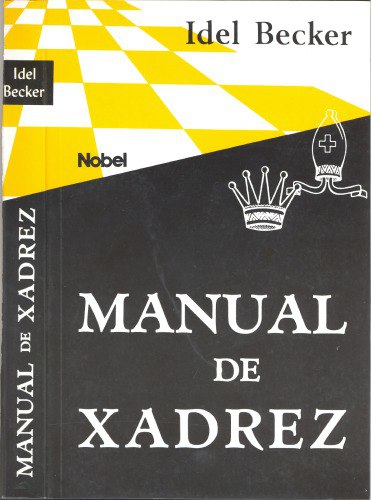 Idel Becker
Idel
Becker
Nobel
MANUAL
DE
XADREZ
MANUAL DE XADREZ